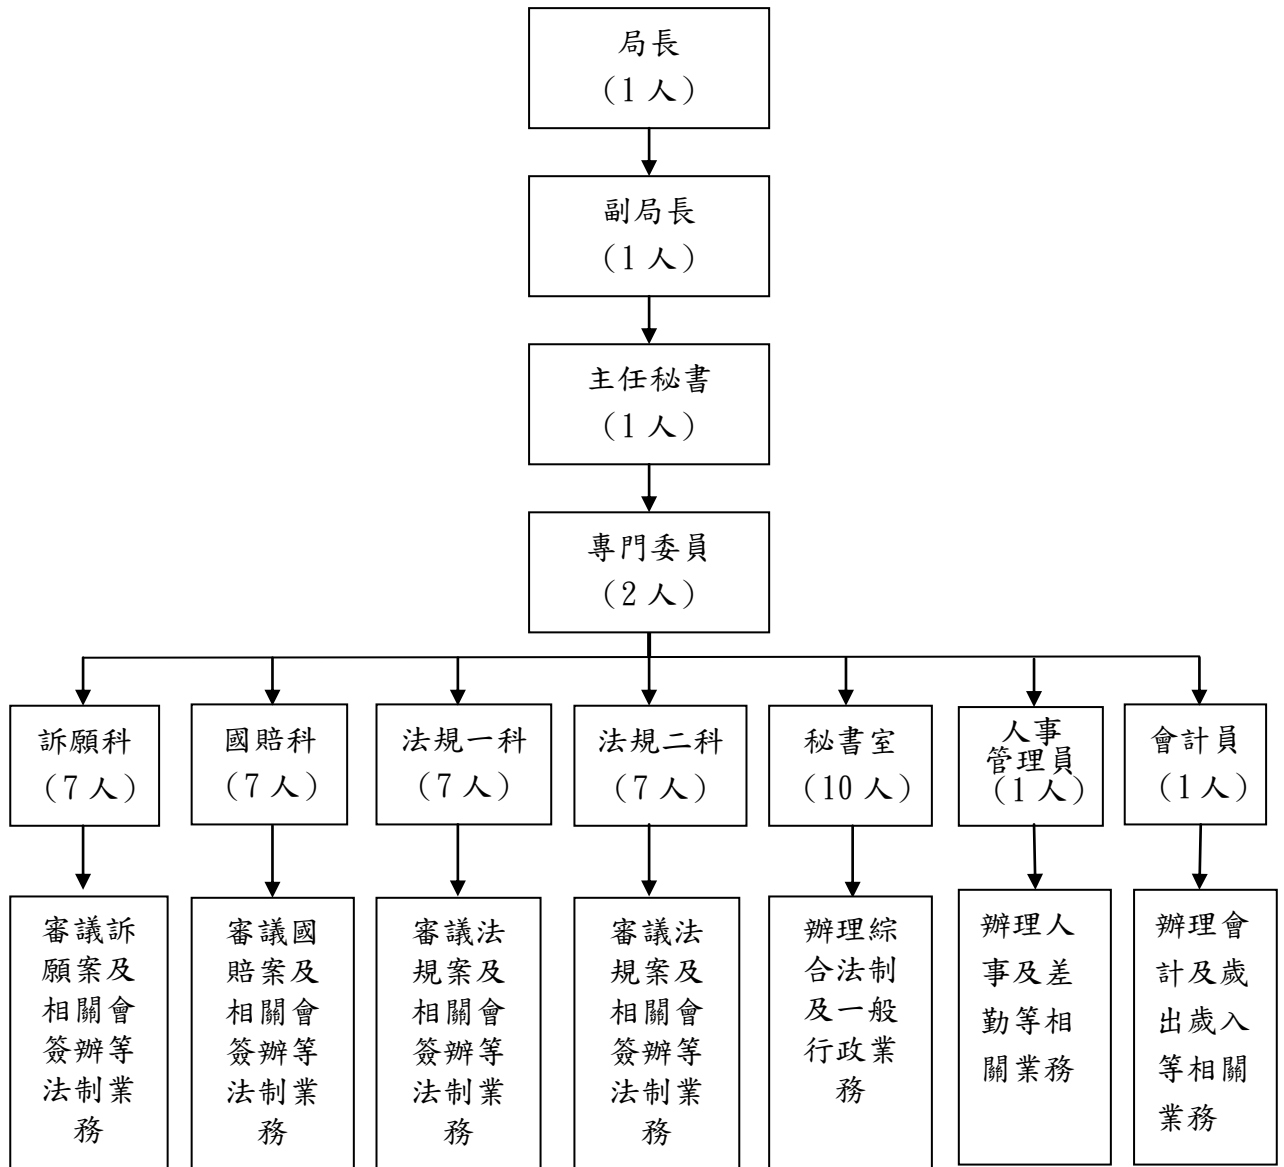 局長
(1人)
副局長
(1人)
主任秘書
(1人)
專門委員
(2人)
訴願科
(7人)
國賠科
(7人)
法規一科
(7人)
法規二科
(7人)
秘書室
(10人)
人事
管理員
(1人)
會計員
(1人)
審議訴
願案及
相關會
簽辦等
法制業
務
審議國
賠案及
相關會
簽辦等
法制業
務
審議法
規案及
相關會
簽辦等
法制業
務
審議法
規案及
相關會
簽辦等
法制業
務
辦理綜
合法制
及一般
行政業
務
辦理人
事及差
勤等相
關業務
辦理會
計及歲
出歲入
等相關
業務